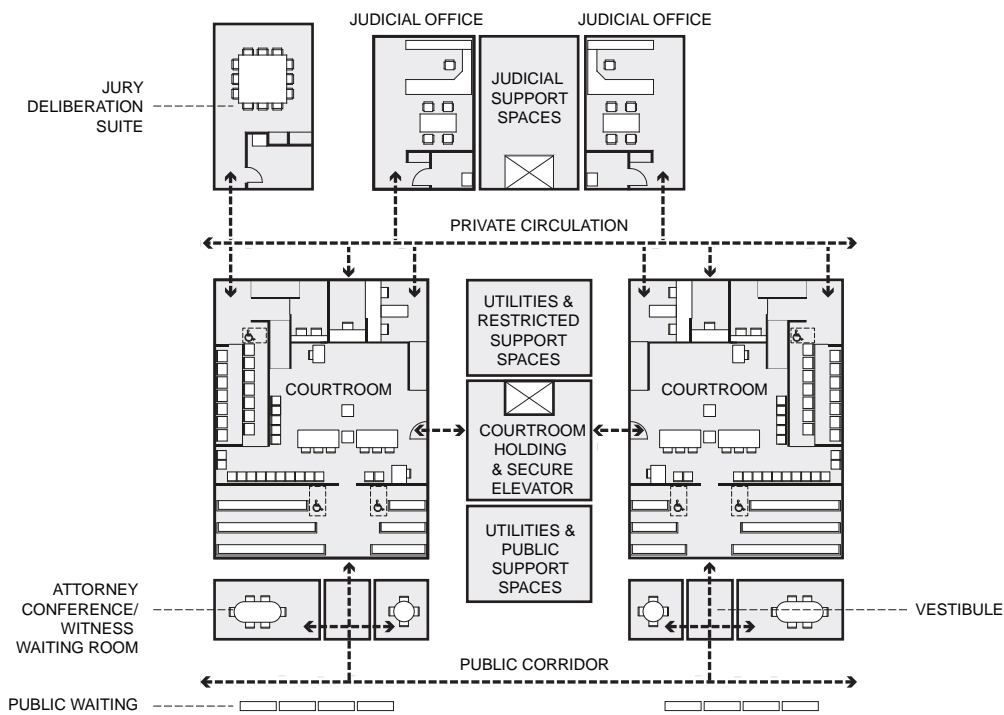 JUDICIAL OFFICE
JUDICIAL OFFICE
JURY
DELIBERATION
SUITE
JUDICIAL
SUPPORT
SPACES
PRIVATE CIRCULATION
UTILITIES &
RESTRICTED
SUPPORT
SPACES
COURTROOM
COURTROOM
COURTROOM
HOLDING
& SECURE
ELEVATOR
UTILITIES &
PUBLIC
SUPPORT
SPACES
ATTORNEY
CONFERENCE/
WITNESS
WAITING ROOM
VESTIBULE
PUBLIC CORRIDOR
PUBLIC WAITING